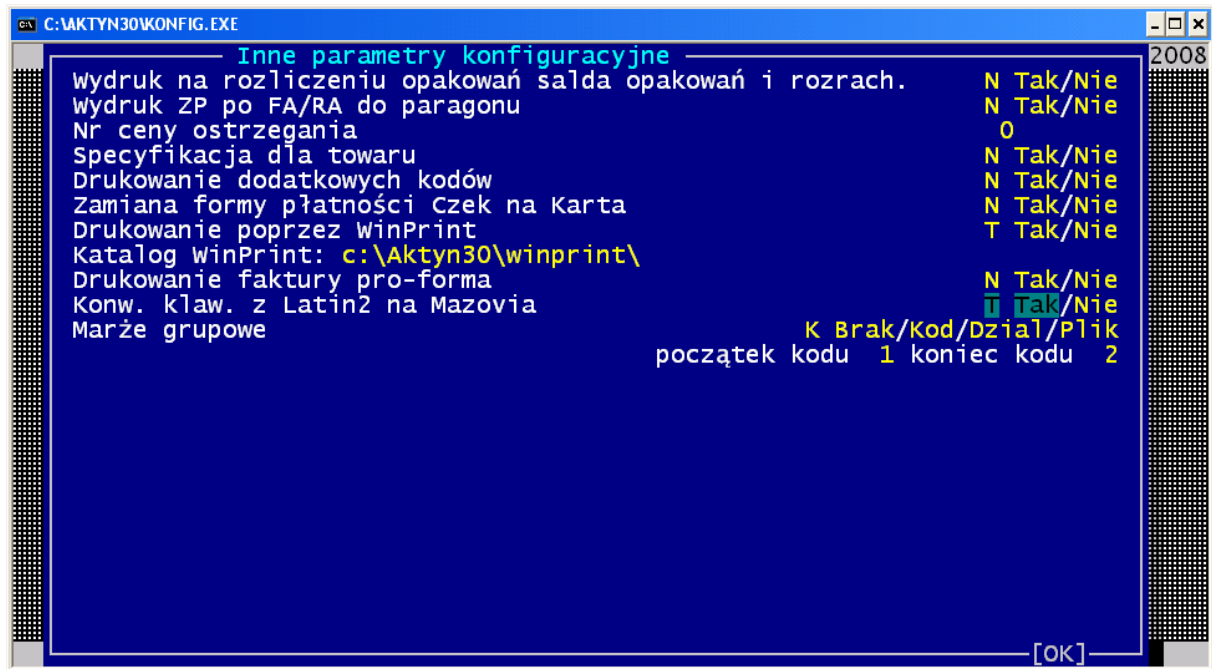 C:\AKTYN30\KONFIG.EXE
Inne parametry konfiguracyjne 2008
Wydruk na rozliczeniu opakowań salda opakowań i rozrach. N Tak/Nie
Wydruk ZP po FA/RA do paragonu N Tak/Nie
Nr ceny ostrzegania 0
Specyfikacja dla towaru N Tak/Nie
Drukowanie dodatkowych kodów N Tak/Nie
Zamiana formy płatności Czek na Karta N Tak/Nie
Drukowanie poprzez WinPrint T Tak/Nie
Katalog WinPrint: c:\Aktyn30\winprint\
Drukowanie faktury pro-forma N Tak/Nie
Konw. klaw. z Latin2 na Mazovia T Tak/Nie
Marże grupowe K Brak/Kod/Dzial/Plik
początek kodu 1 koniec kodu 2
[OK]